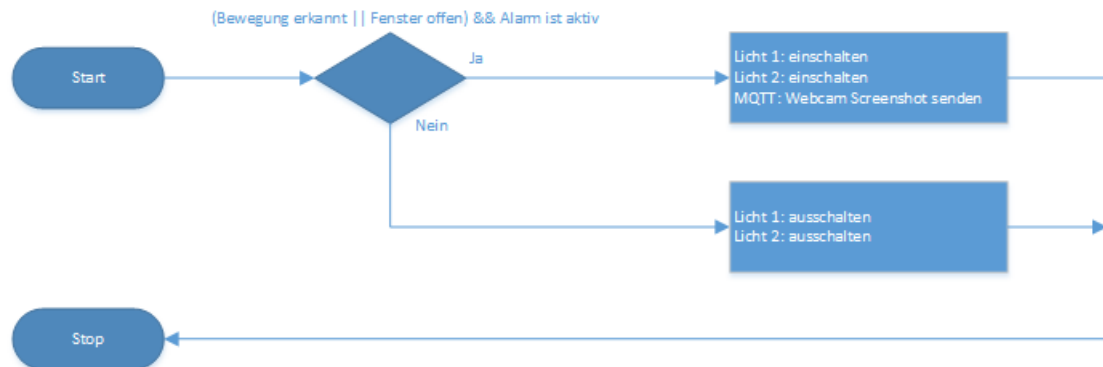 (Bewegung erkannt || Fenster offen) && Alarm ist aktiv
Start
Ja
Licht 1: einschalten
Licht 2: einschalten
MQTT: Webcam Screenshot senden
Nein
Licht 1: ausschalten
Licht 2: ausschalten
Stop